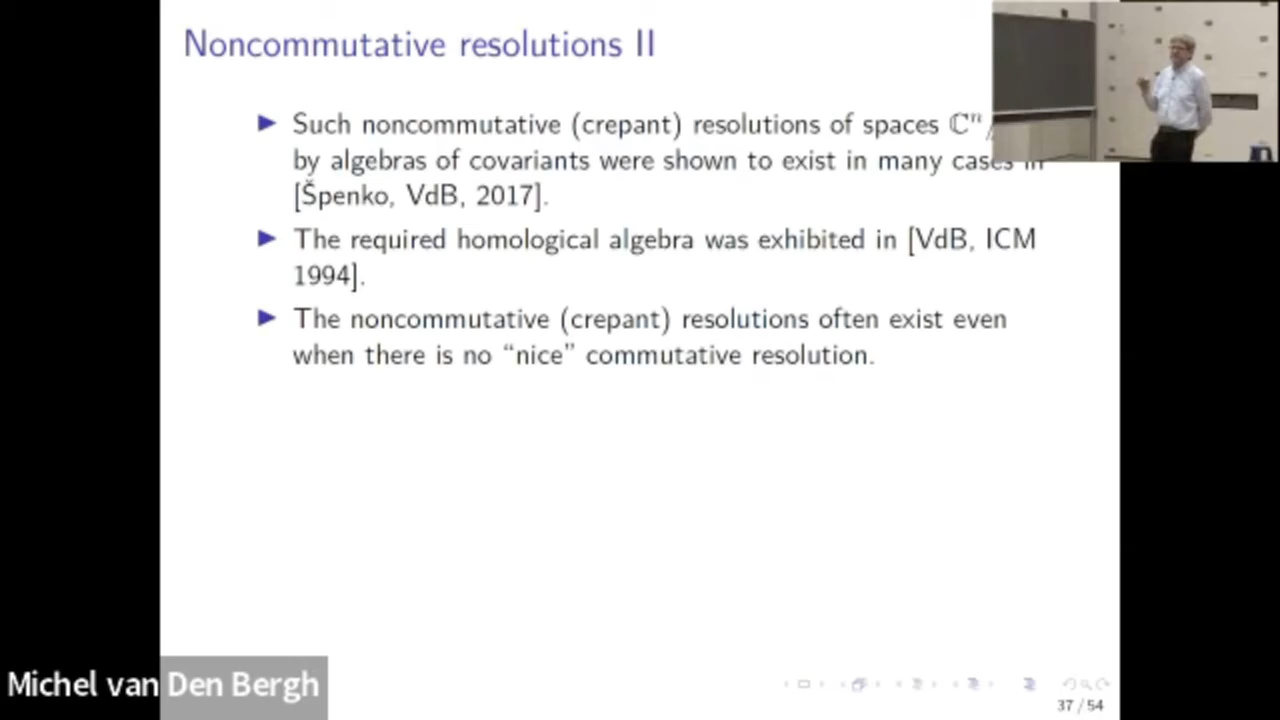 Noncommutative resolutions II
Such noncommutative (crepant) resolutions of spaces ℂⁿ/
by algebras of covariants were shown to exist in many cases in
[Špenko, VdB, 2017].
The required homological algebra was exhibited in [VdB, ICM
1994].
The noncommutative (crepant) resolutions often exist even
when there is no “nice” commutative resolution.
Michel van Den Bergh
37 / 54